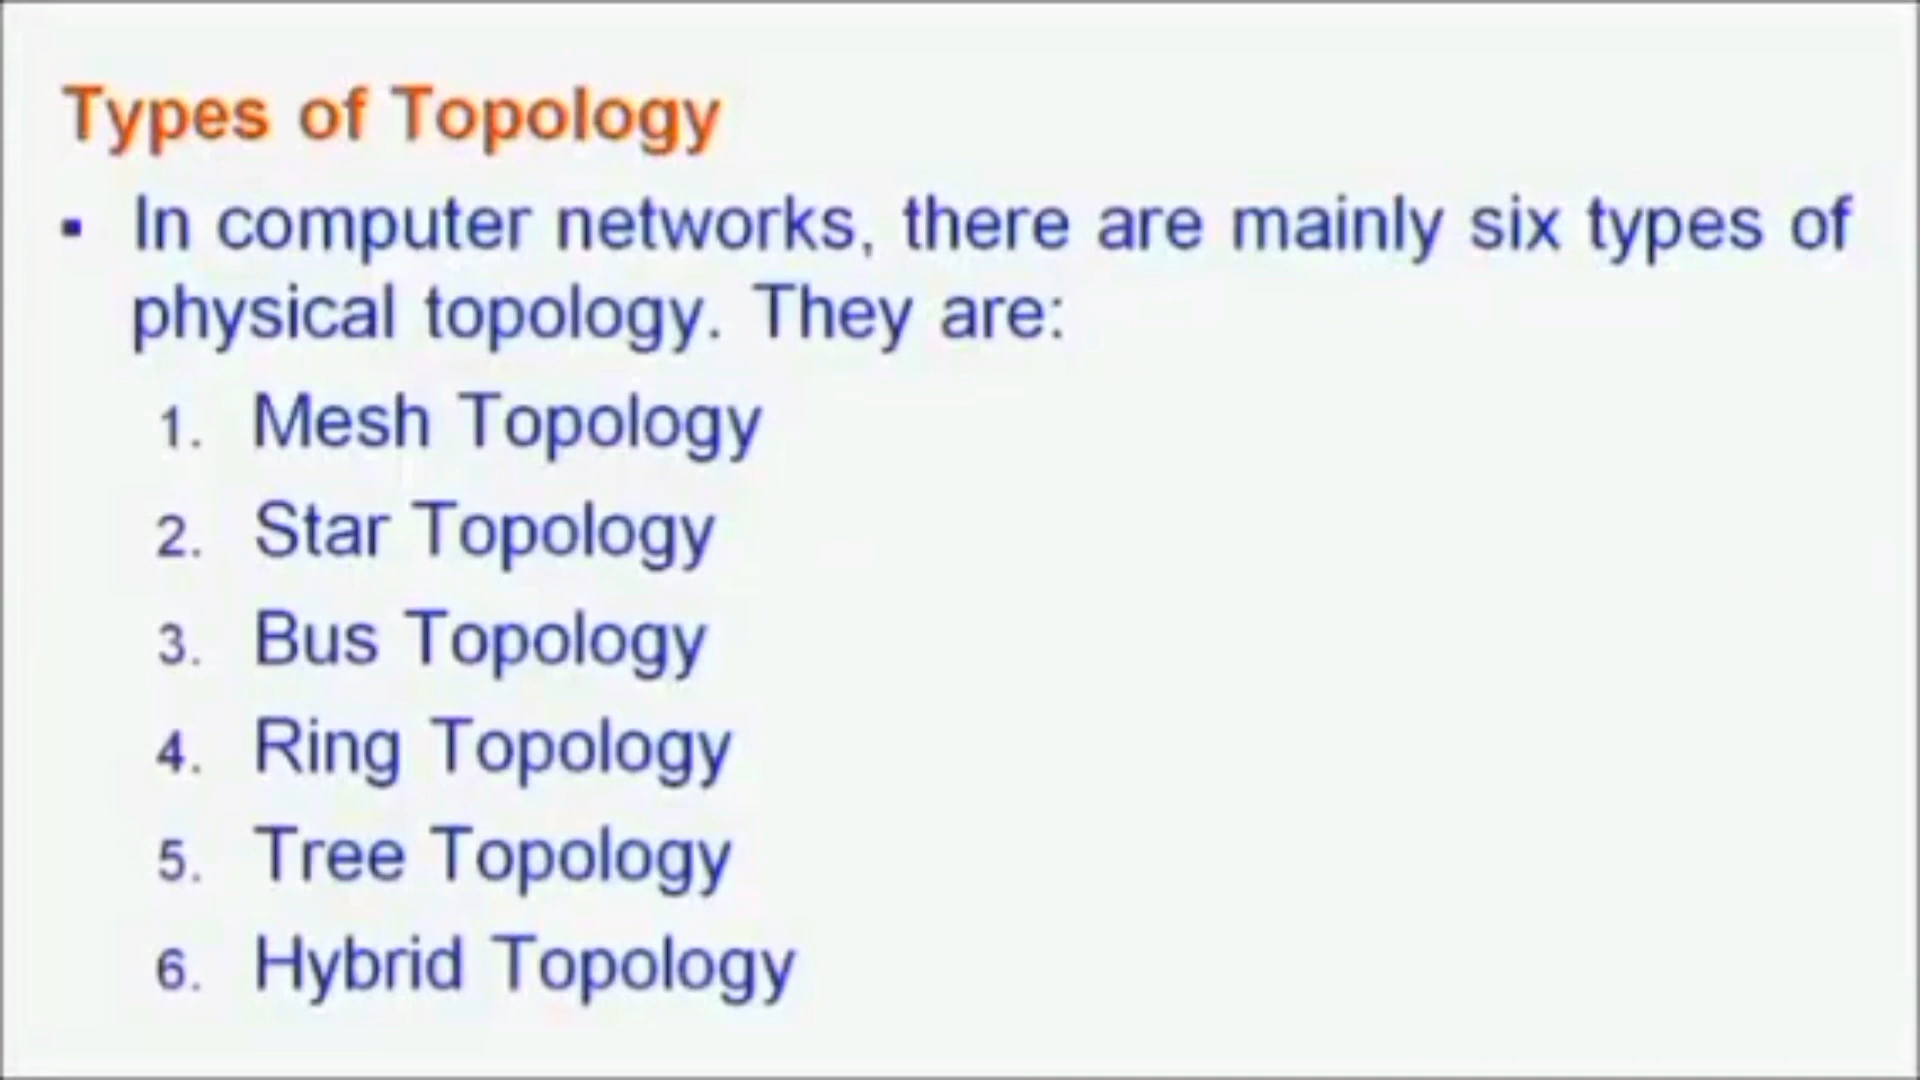 Types of Topology
▪ In computer networks, there are mainly six types of
physical topology. They are:
1. Mesh Topology
2. Star Topology
3. Bus Topology
4. Ring Topology
5. Tree Topology
6. Hybrid Topology